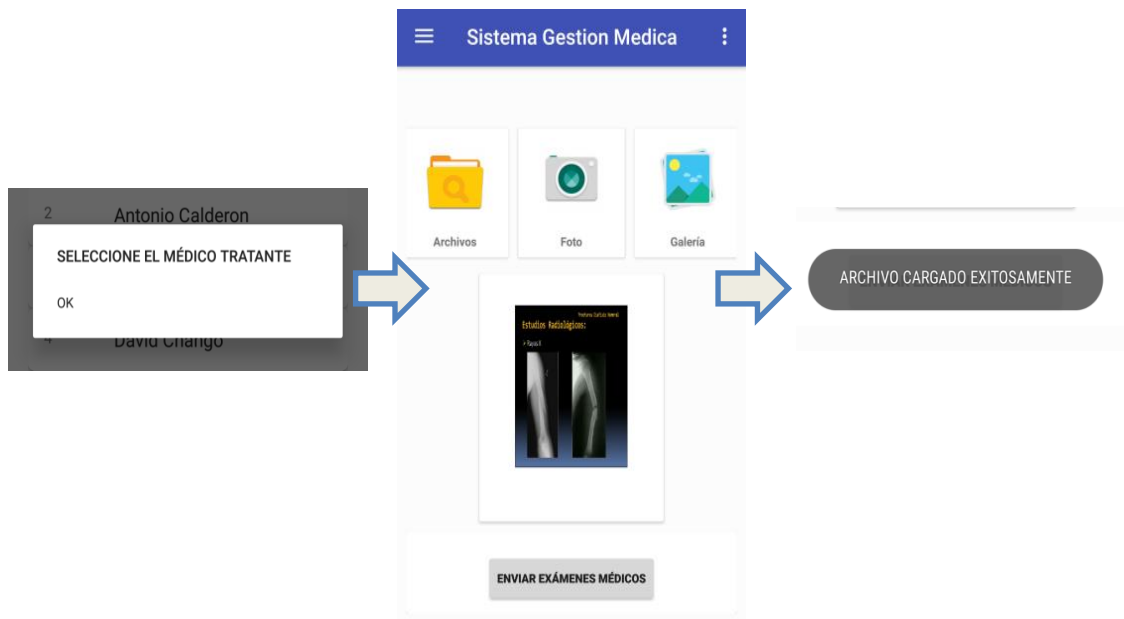 2 Antonio Calderon
SELECCIONE EL MÉDICO TRATANTE
OK
4 David Chango
Sistema Gestion Medica
Archivos
Foto
Galería
Estudios Radiológicos:
➢ Rayos X
ENVIAR EXÁMENES MÉDICOS
ARCHIVO CARGADO EXITOSAMENTE